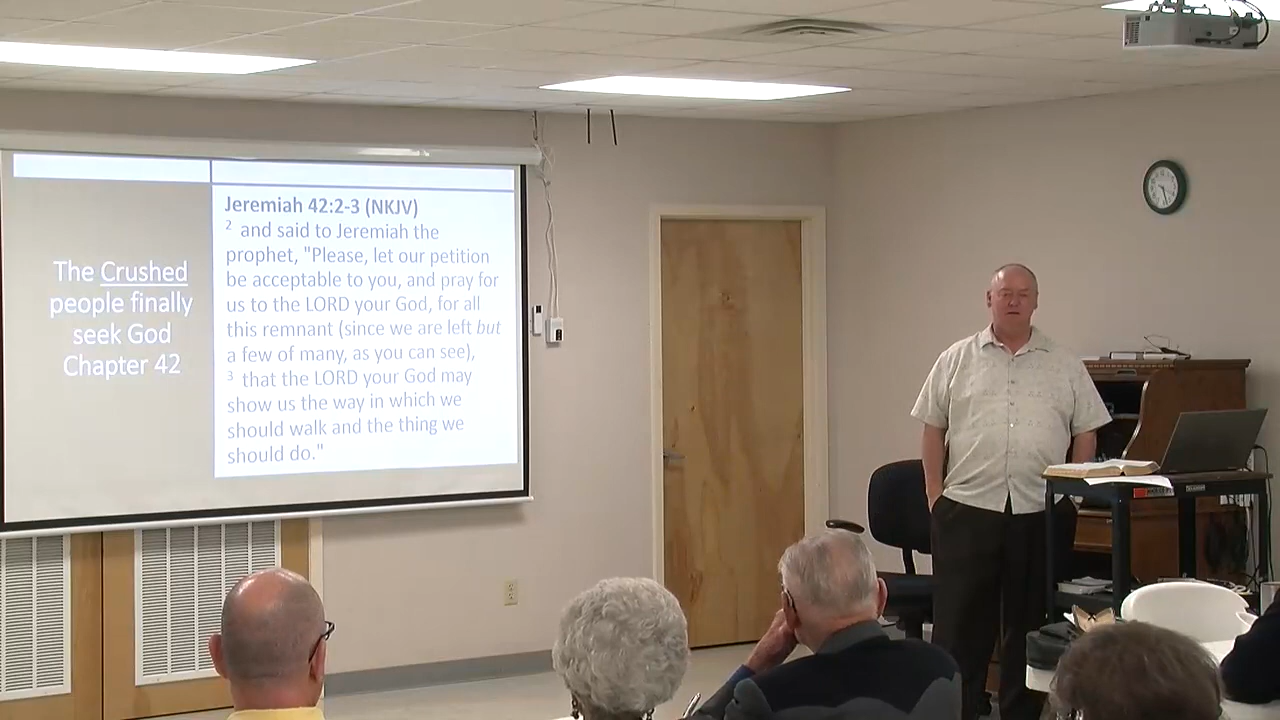 The Crushed
people finally
seek God
Chapter 42
Jeremiah 42:2-3 (NKJV)
2 and said to Jeremiah the
prophet, "Please, let our petition
be acceptable to you, and pray for
us to the LORD your God, for all
this remnant (since we are left but
a few of many, as you can see),
3 that the LORD your God may
show us the way in which we
should walk and the thing we
should do."